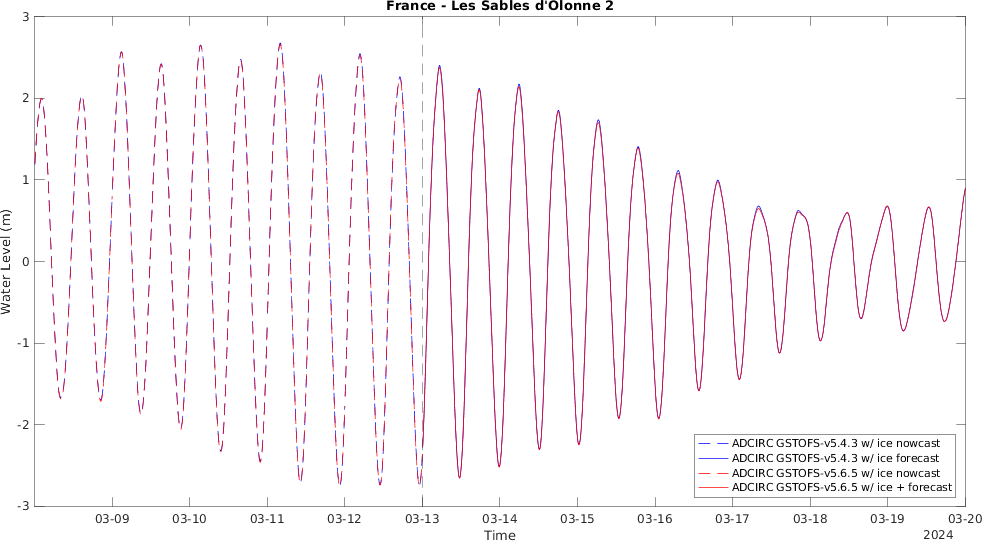 France - Les Sables d'Olonne 2
Water Level (m)
3
2
1
0
-1
-2
-3
03-09 03-10 03-11 03-12 03-13 03-14 03-15 03-16 03-17 03-18 03-19 03-20
Time
2024
ADCIRC GSTOFS-v5.4.3 w/ ice nowcast
ADCIRC GSTOFS-v5.4.3 w/ ice forecast
ADCIRC GSTOFS-v5.6.5 w/ ice nowcast
ADCIRC GSTOFS-v5.6.5 w/ ice + forecast